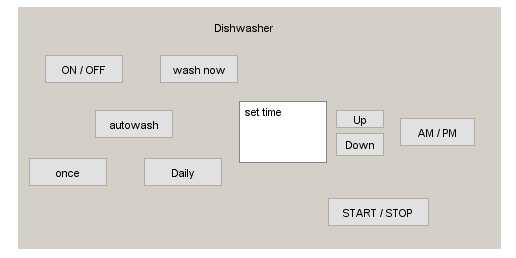 Dishwasher
ON / OFF
wash now
autowash
set time
Up
Down
AM / PM
once
Daily
START / STOP